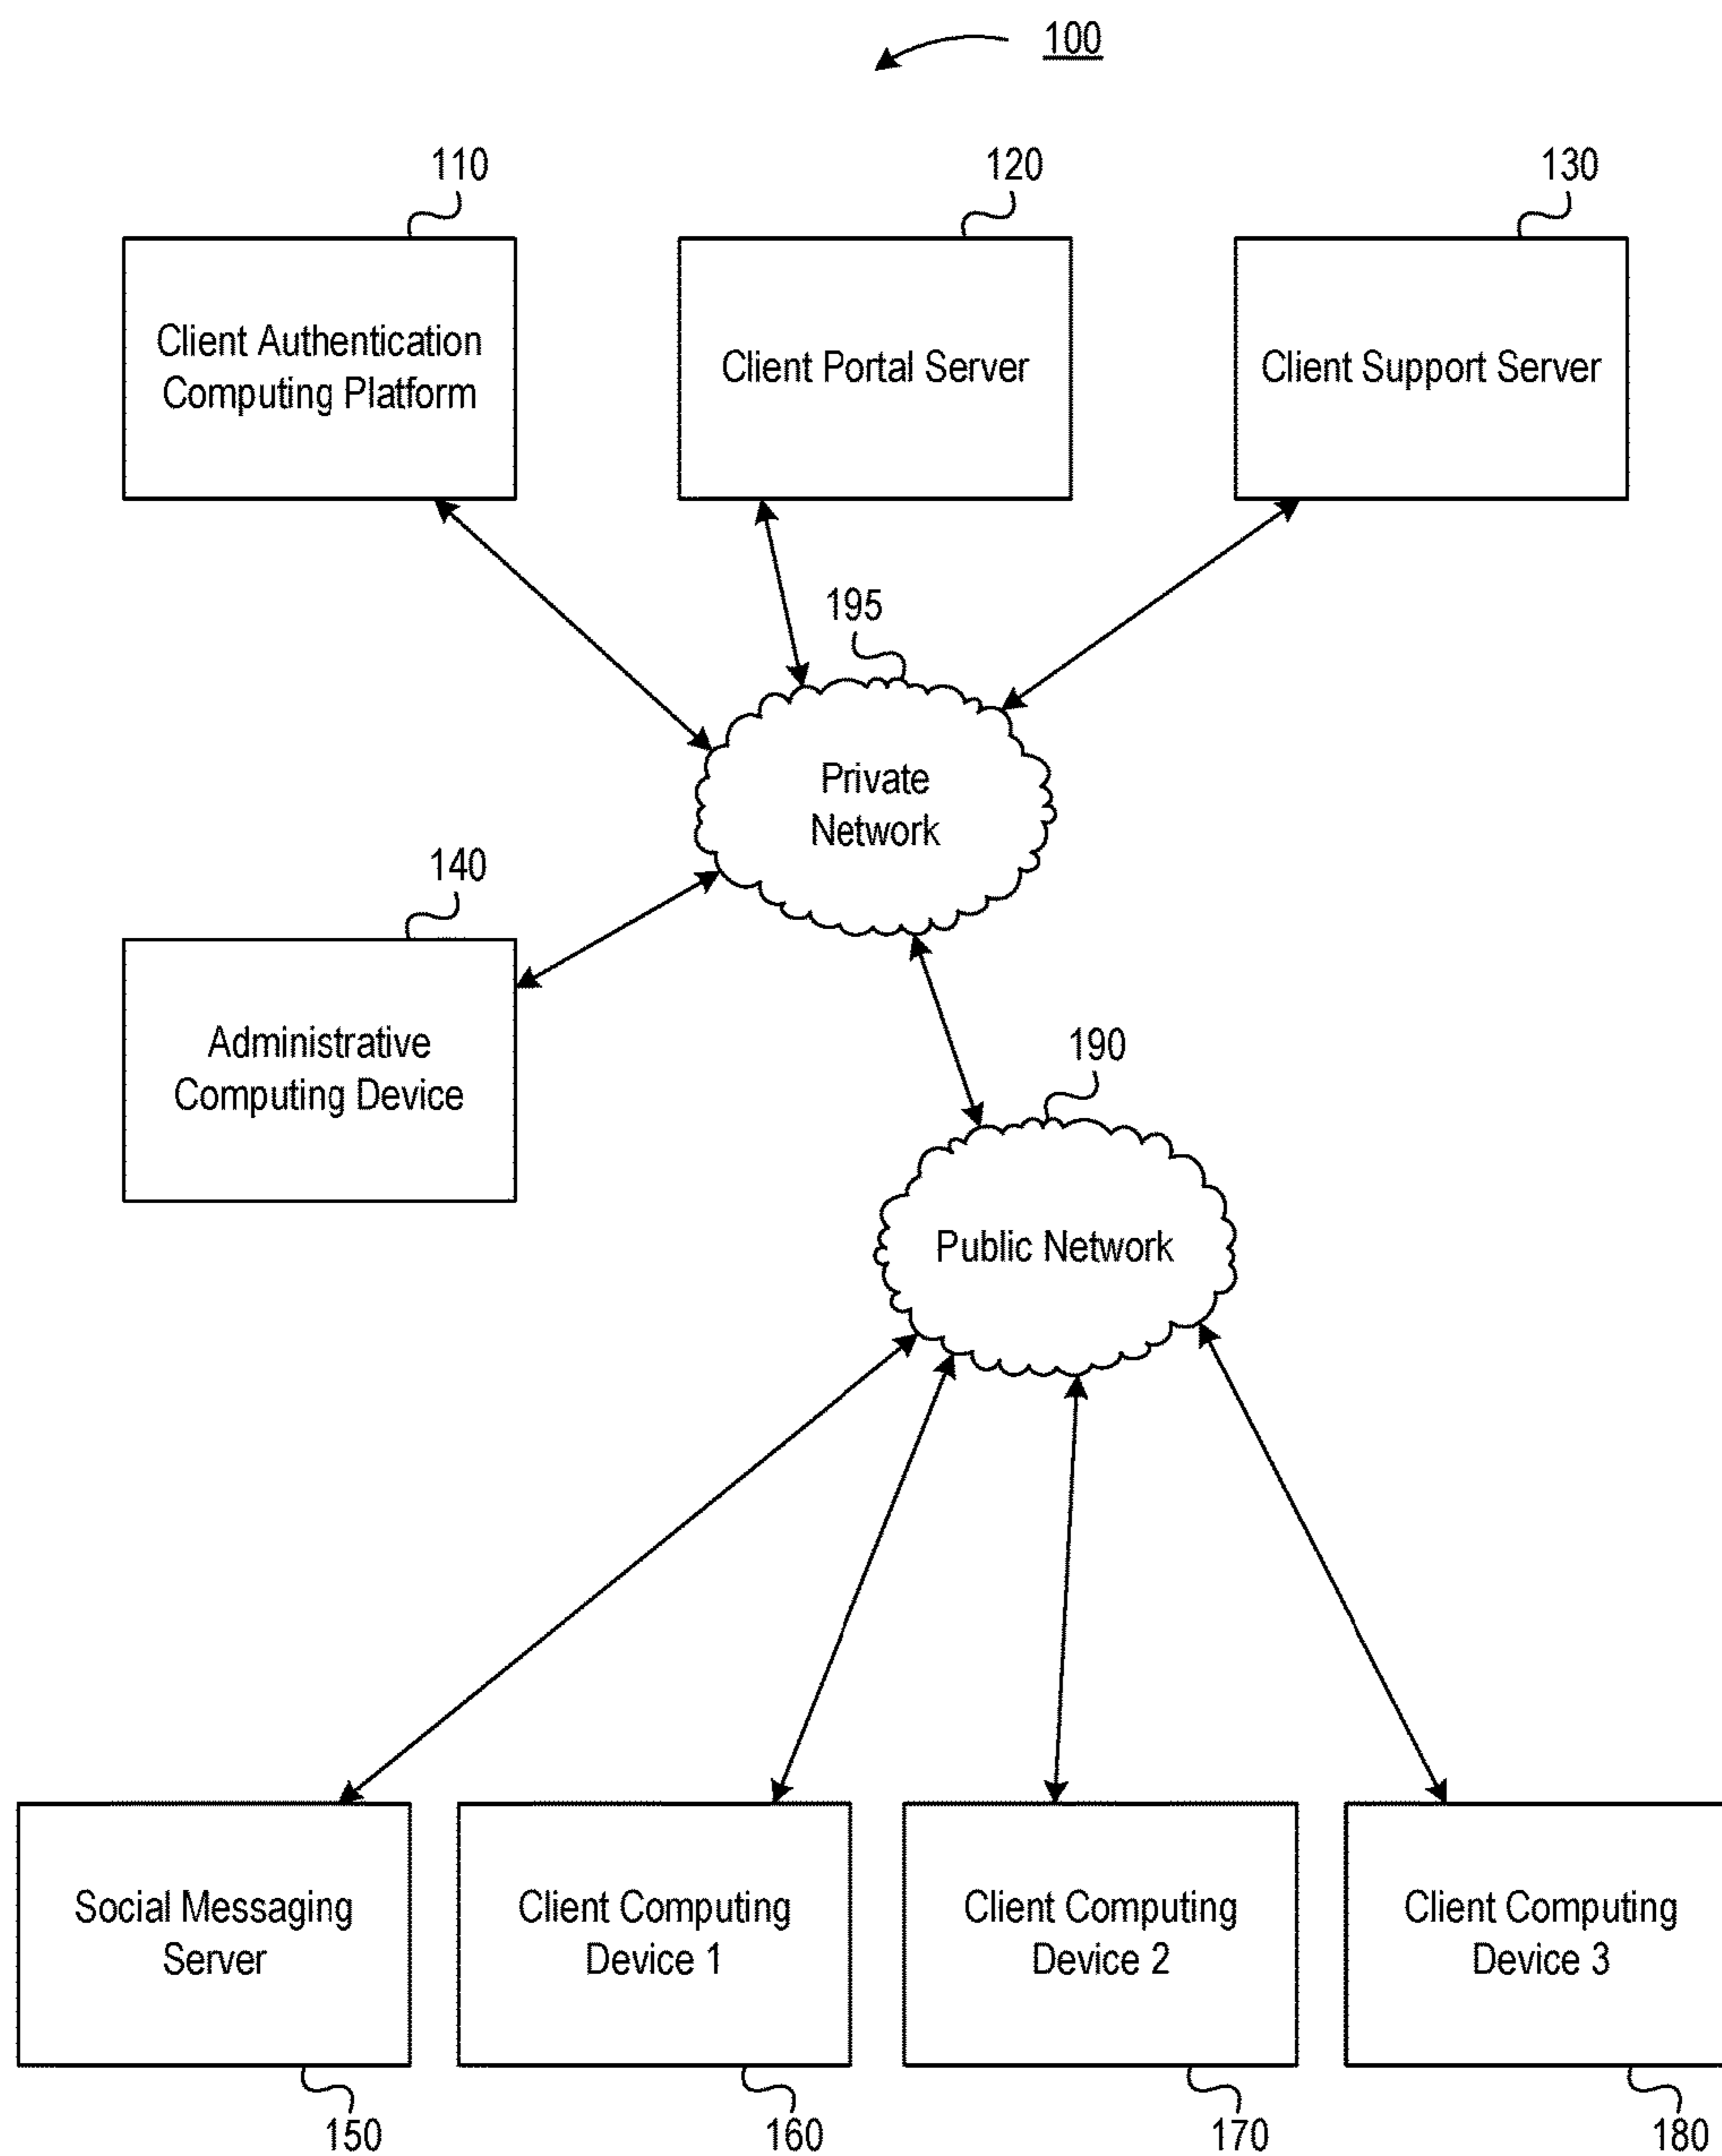 100
110
120
130
Client Authentication
Computing Platform
Client Portal Server
Client Support Server
195
Private
Network
140
Administrative
Computing Device
190
Public Network
Social Messaging
Server
Client Computing
Device 1
Client Computing
Device 2
Client Computing
Device 3
150
160
170
180